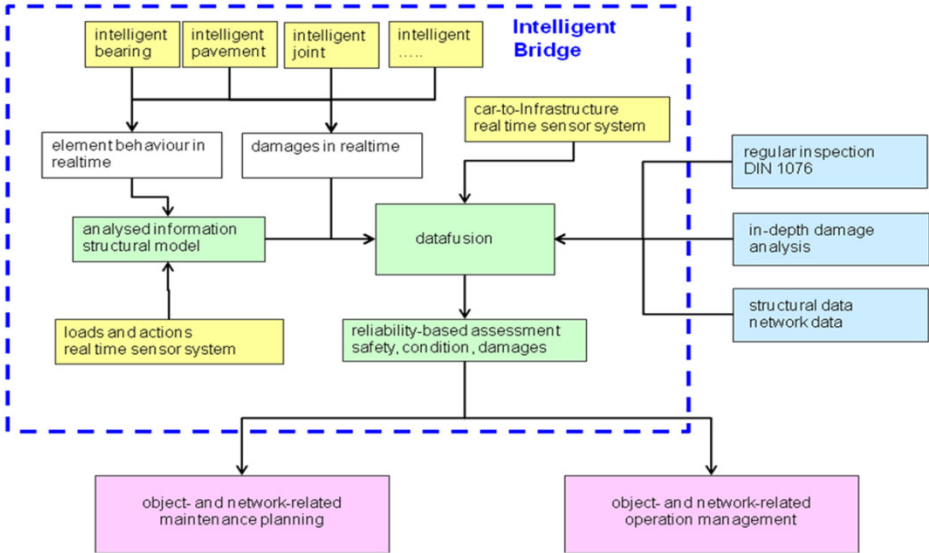 intelligent
bearing
intelligent
pavement
intelligent
joint
intelligent
.....
Intelligent
Bridge
car-to-Infrastructure
real time sensor system
element behaviour in
realtime
damages in realtime
regular inspection
DIN 1076
analysed information
structural model
datafusion
in-depth damage
analysis
structural data
network data
loads and actions
real time sensor system
reliability-based assessment
safety, condition, damages
object- and network-related
maintenance planning
object- and network-related
operation management